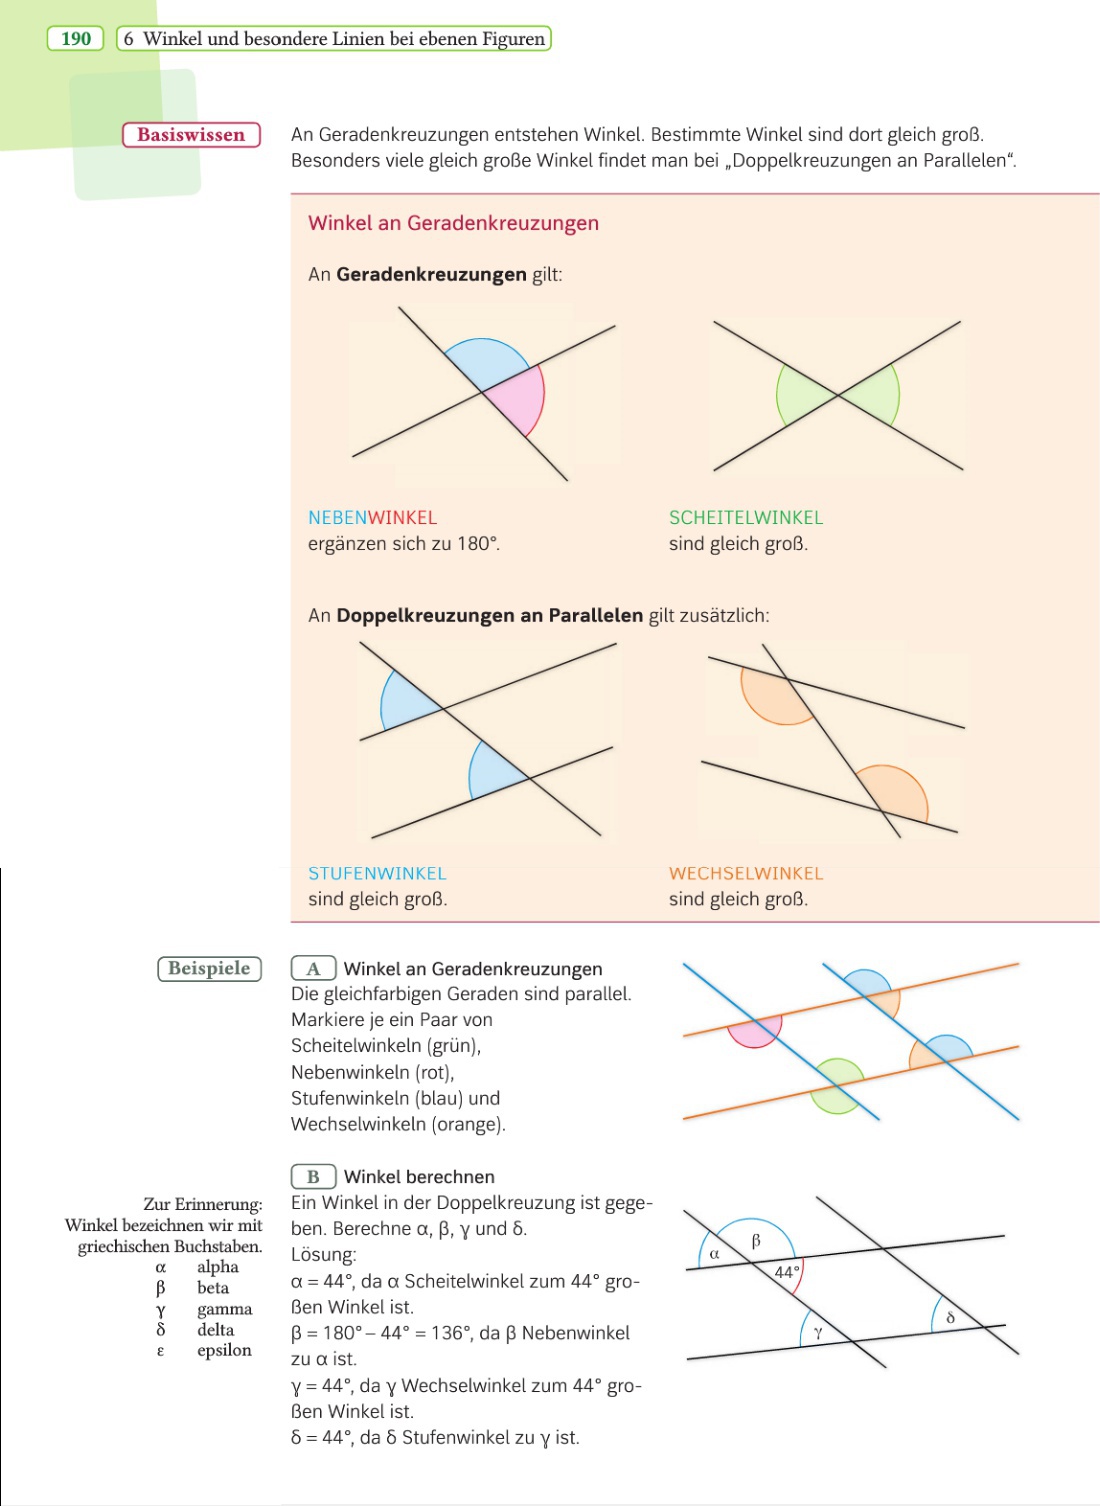 190 6 Winkel und besondere Linien bei ebenen Figuren
Basiswissen
An Geradenkreuzungen entstehen Winkel. Bestimmte Winkel sind dort gleich groß.
Besonders viele gleich große Winkel findet man bei „Doppelkreuzungen an Parallelen“.
Winkel an Geradenkreuzungen
An Geradenkreuzungen gilt:
NEBENWINKEL
ergänzen sich zu 180°.
SCHEITELWINKEL
sind gleich groß.
An Doppelkreuzungen an Parallelen gilt zusätzlich:
STUFENWINKEL
sind gleich groß.
WECHSELWINKEL
sind gleich groß.
Beispiele
A Winkel an Geradenkreuzungen
Die gleichfarbigen Geraden sind parallel.
Markiere je ein Paar von
Scheitelwinkeln (grün),
Nebenwinkeln (rot),
Stufenwinkeln (blau) und
Wechselwinkeln (orange).
B Winkel berechnen
Ein Winkel in der Doppelkreuzung ist gege-
ben. Berechne α, β, γ und δ.
Lösung:
α = 44°, da α Scheitelwinkel zum 44° gro-
ßen Winkel ist.
β = 180° – 44° = 136°, da β Nebenwinkel
zu α ist.
γ = 44°, da γ Wechselwinkel zum 44° gro-
ßen Winkel ist.
δ = 44°, da δ Stufenwinkel zu γ ist.
Zur Erinnerung:
Winkel bezeichnen wir mit
griechischen Buchstaben.
α alpha
β beta
γ gamma
δ delta
ε epsilon
α
β
44°
γ
δ